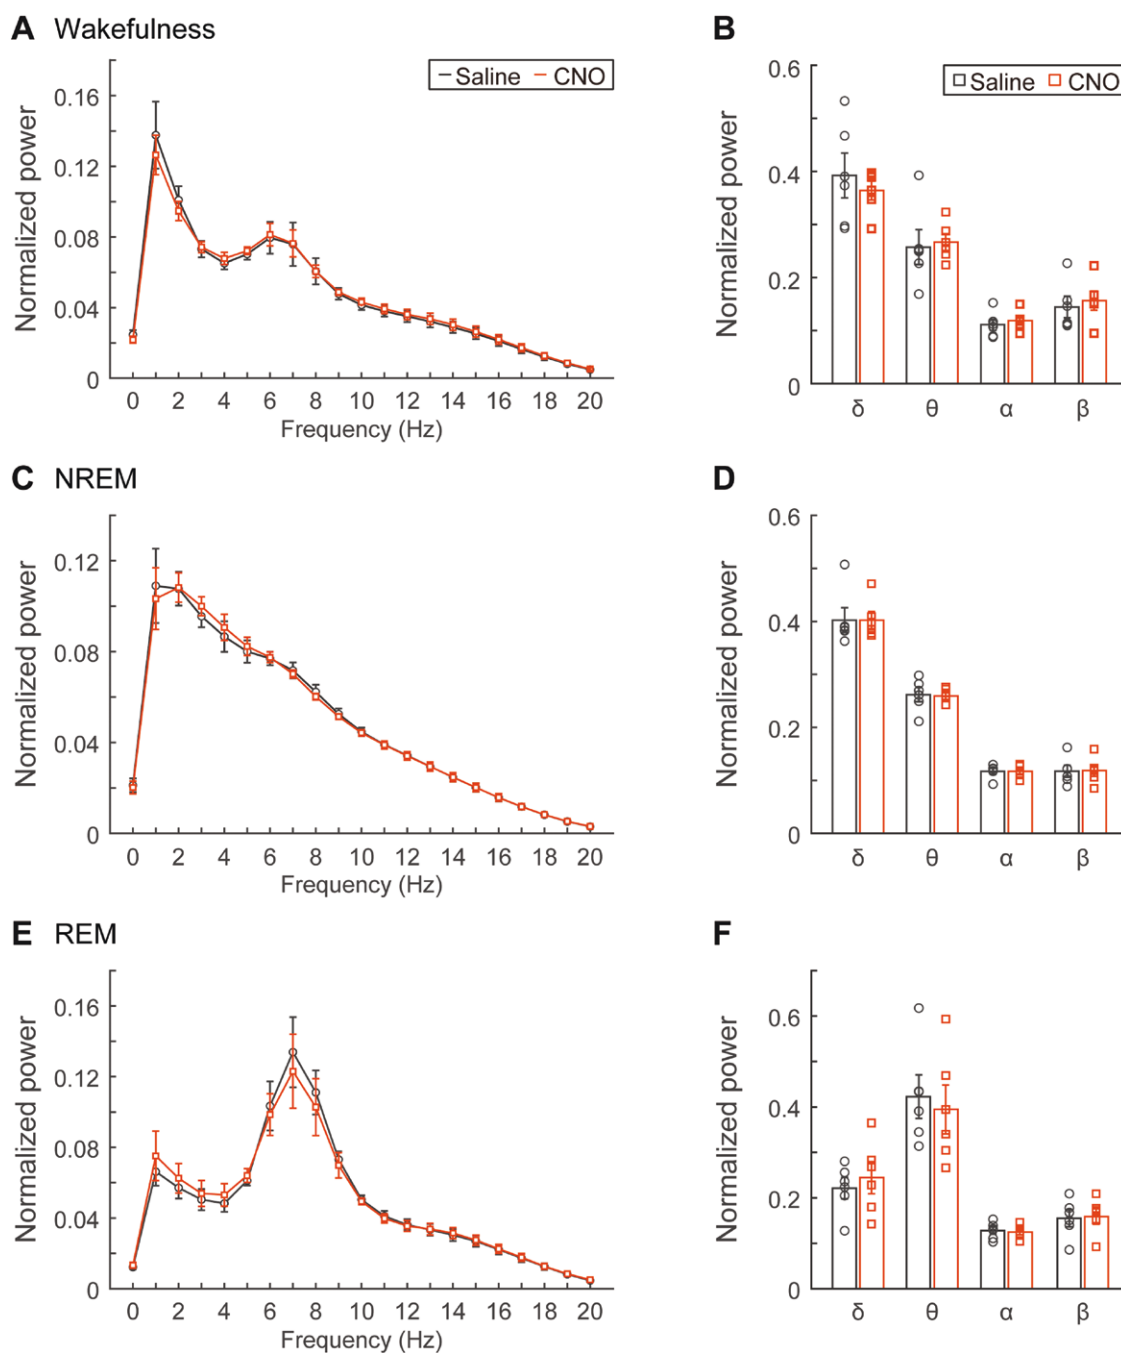 A Wakefulness
Saline CNO
Normalized power
0.16
0.12
0.08
0.04
0
0 2 4 6 8 10 12 14 16 18 20
Frequency (Hz)
B
Saline CNO
Normalized power
0.6
0.4
0.2
0
δ θ α β
C NREM
Normalized power
0.12
0.08
0.04
0
0 2 4 6 8 10 12 14 16 18 20
Frequency (Hz)
D
Normalized power
0.6
0.4
0.2
0
δ θ α β
E REM
Normalized power
0.16
0.12
0.08
0.04
0
0 2 4 6 8 10 12 14 16 18 20
Frequency (Hz)
F
Normalized power
0.6
0.4
0.2
0
δ θ α β